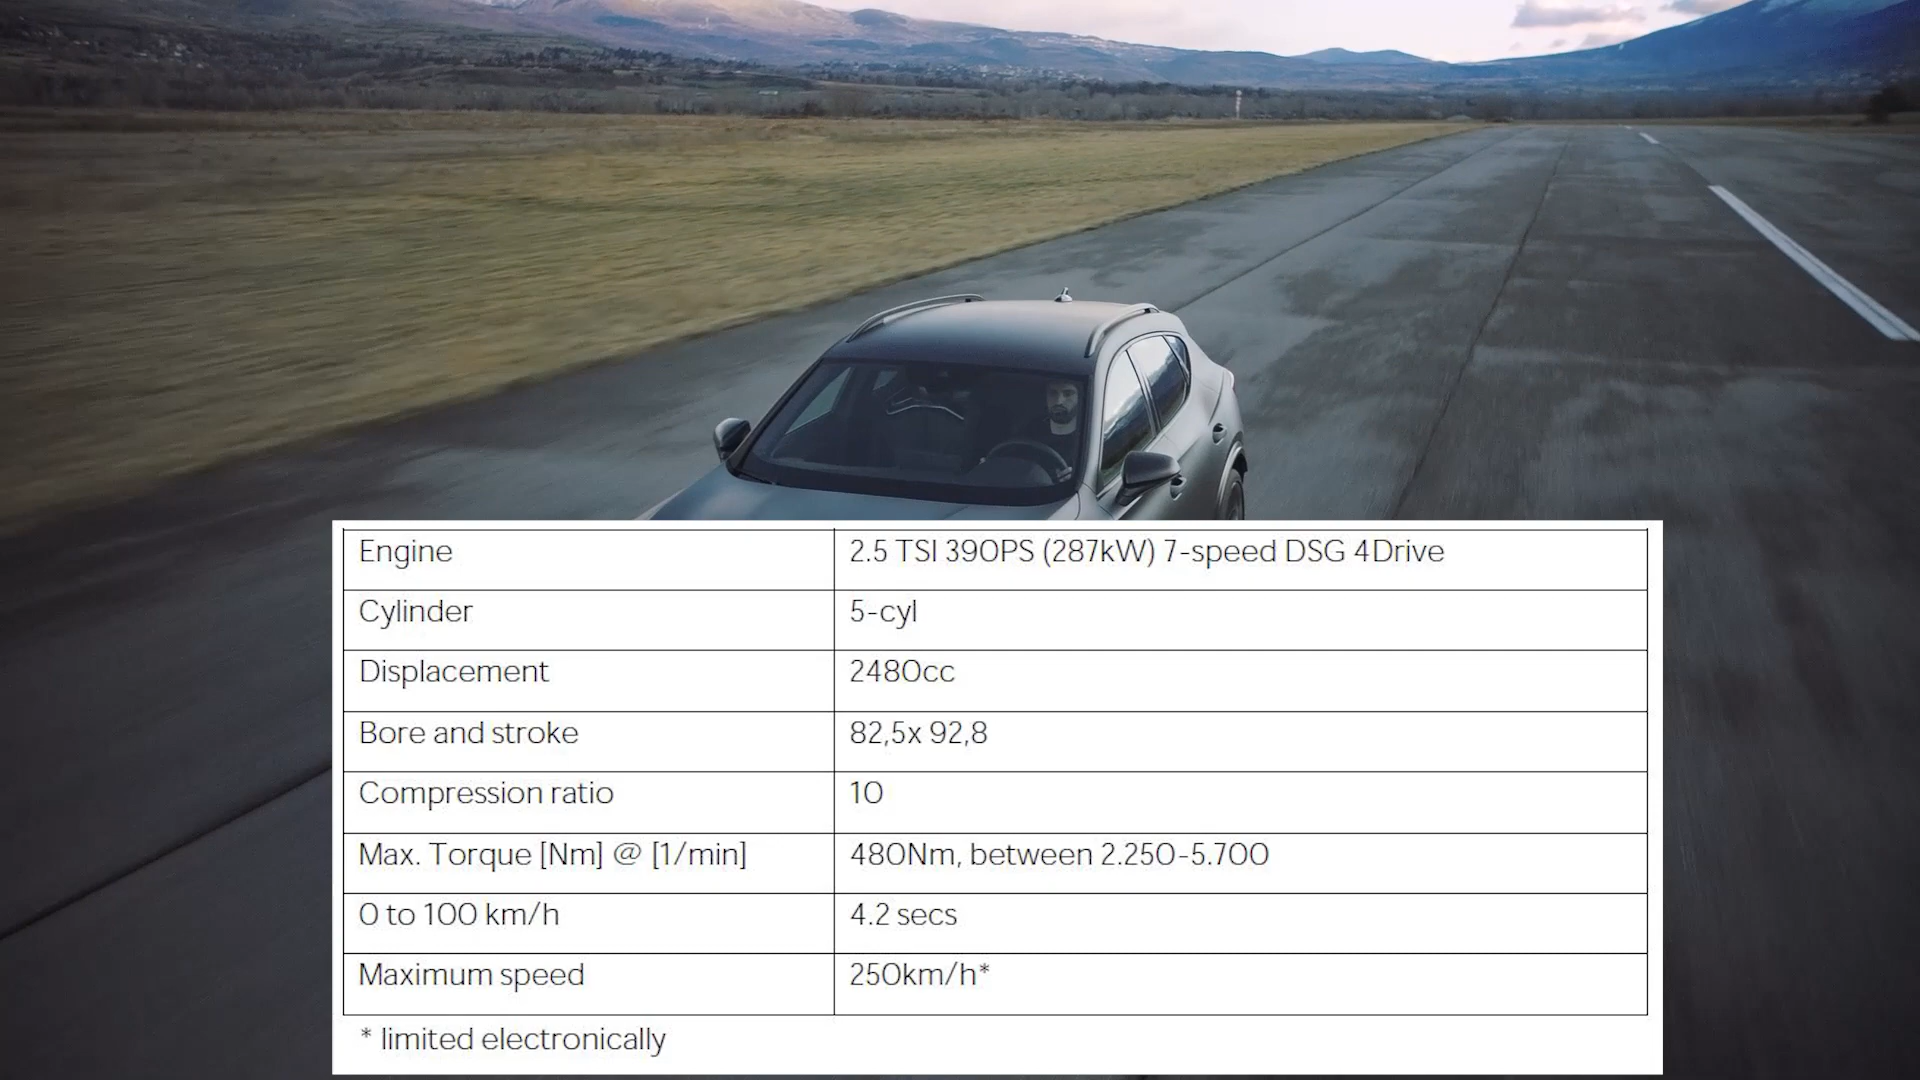 Engine 2.5 TSI 390PS (287kW) 7-speed DSG 4Drive
Cylinder 5-cyl
Displacement 2480cc
Bore and stroke 82,5x 92,8
Compression ratio 10
Max. Torque [Nm] @ [1/min] 480Nm, between 2.250-5.700
0 to 100 km/h 4.2 secs
Maximum speed 250km/h*
* limited electronically